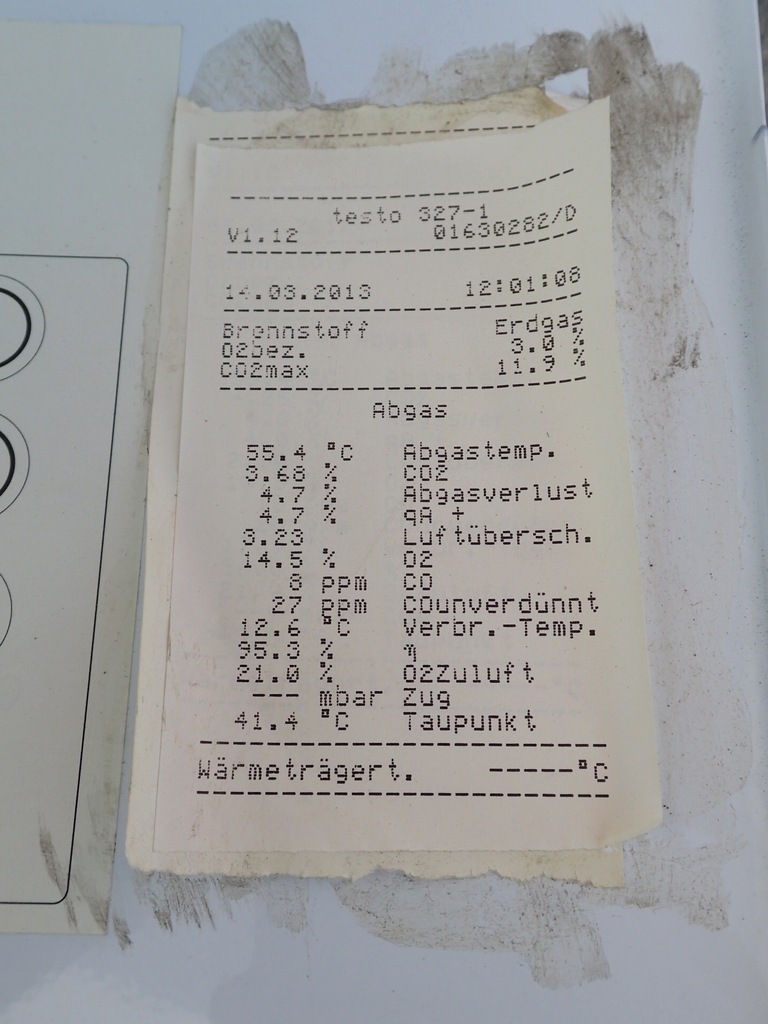 testo 327-1
V1.12 01630282/D
14.03.2013 12:01:08
Brennstoff Erdgas
O2bez. 3.0 %
CO2max 11.9 %
Abgas
55.4 °C Abgastemp.
3.68 % CO2
4.7 % Abgasverlust
4.7 % qA +
3.23 Luftübersch.
14.5 % O2
8 ppm CO
27 ppm COunverdünnt
12.6 °C Verbr.-Temp.
95.3 % η
21.0 % O2Zuluft
--- mbar Zug
41.4 °C Taupunkt
Wärmeträgert. -----°C